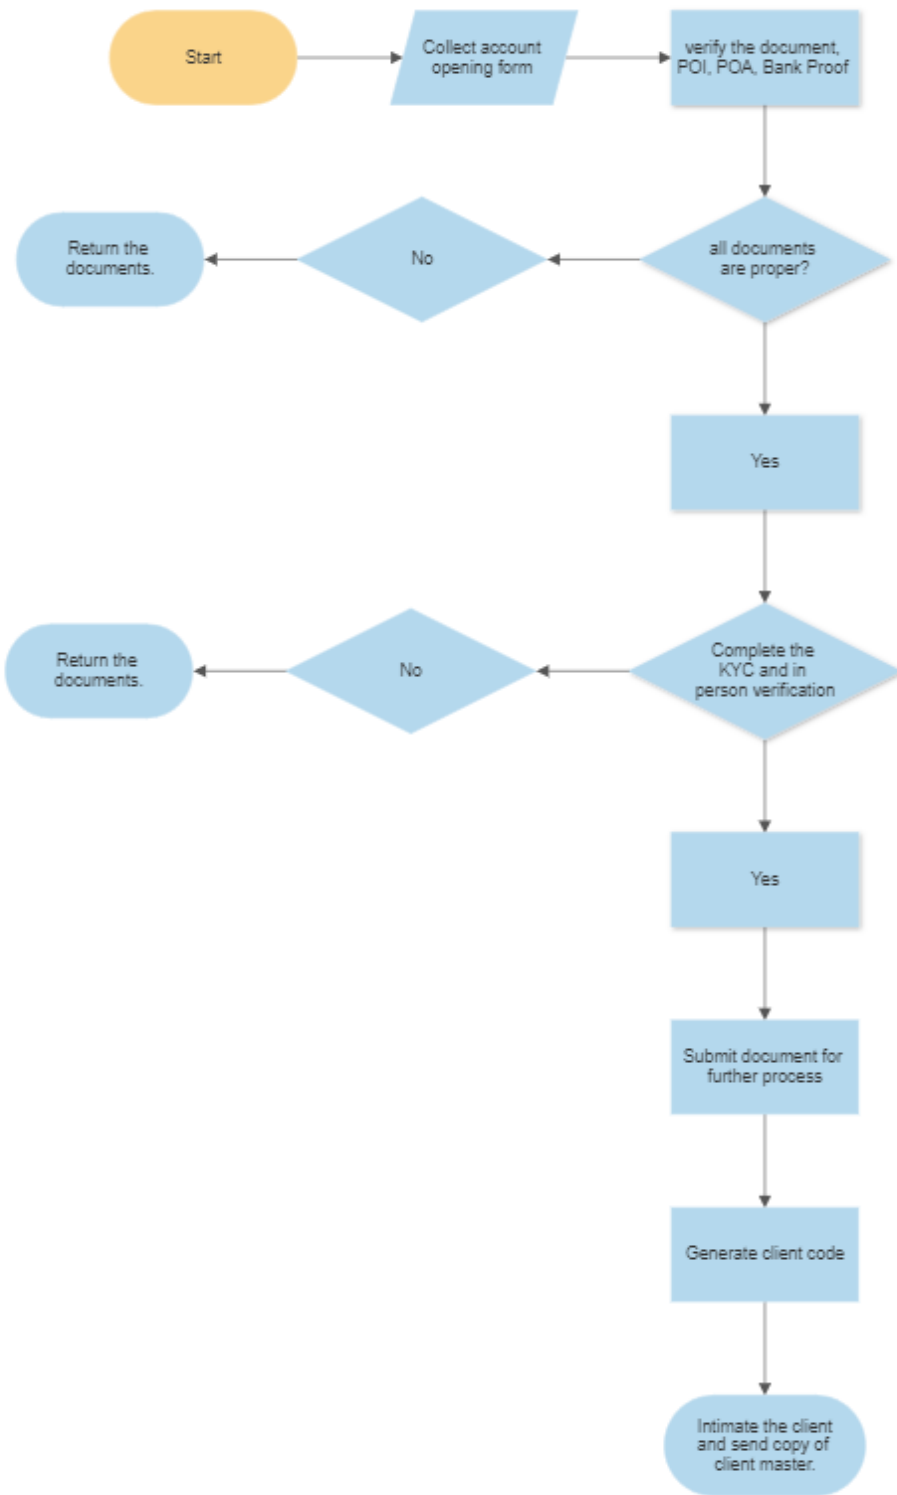 Start
Collect account
opening form
verify the document,
POI, POA, Bank Proof
all documents
are proper?
No
Return the
documents.
Yes
Complete the
KYC and in
person verification
No
Return the
documents.
Yes
Submit document for
further process
Generate client code
Intimate the client
and send copy of
client master.